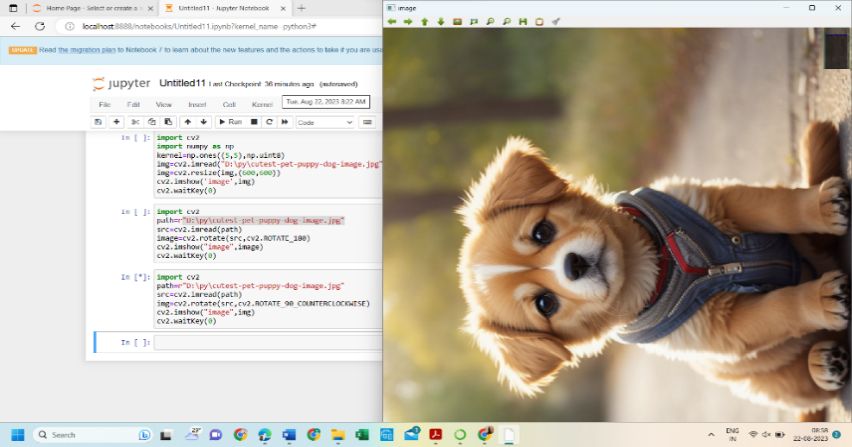 Home Page - Select or create a n
Untitled11 - Jupyter Notebook
image
localhost:8888/notebooks/Untitled11.ipynb?kernel_name=python3#
UPDATE Read the migration plan to Notebook 7 to learn about the new features and the actions to take if you are use
jupyter Untitled11 Last Checkpoint: 36 minutes ago (autosaved)
File Edit View Insert Cell Kernel
Tue, Aug 22, 2023 8:22 AM
Run Code
In [ ]: import cv2
import numpy as np
kernel=np.ones((5,5),np.uint8)
img=cv2.imread("D:\py\cutest-pet-puppy-dog-image.jpg"
img=cv2.resize(img,(600,600))
cv2.imshow('image',img)
cv2.waitKey(0)
In [ ]: import cv2
path=r"D:\py\cutest-pet-puppy-dog-image.jpg"
src=cv2.imread(path)
image=cv2.rotate(src,cv2.ROTATE_180)
cv2.imshow("image",image)
cv2.waitKey(0)
In [*]: import cv2
path=r"D:\py\cutest-pet-puppy-dog-image.jpg"
src=cv2.imread(path)
img=cv2.rotate(src,cv2.ROTATE_90_COUNTERCLOCKWISE)
cv2.imshow("image",img)
cv2.waitKey(0)
In [ ]:
Search
ENG
IN
08:58
22-08-2023